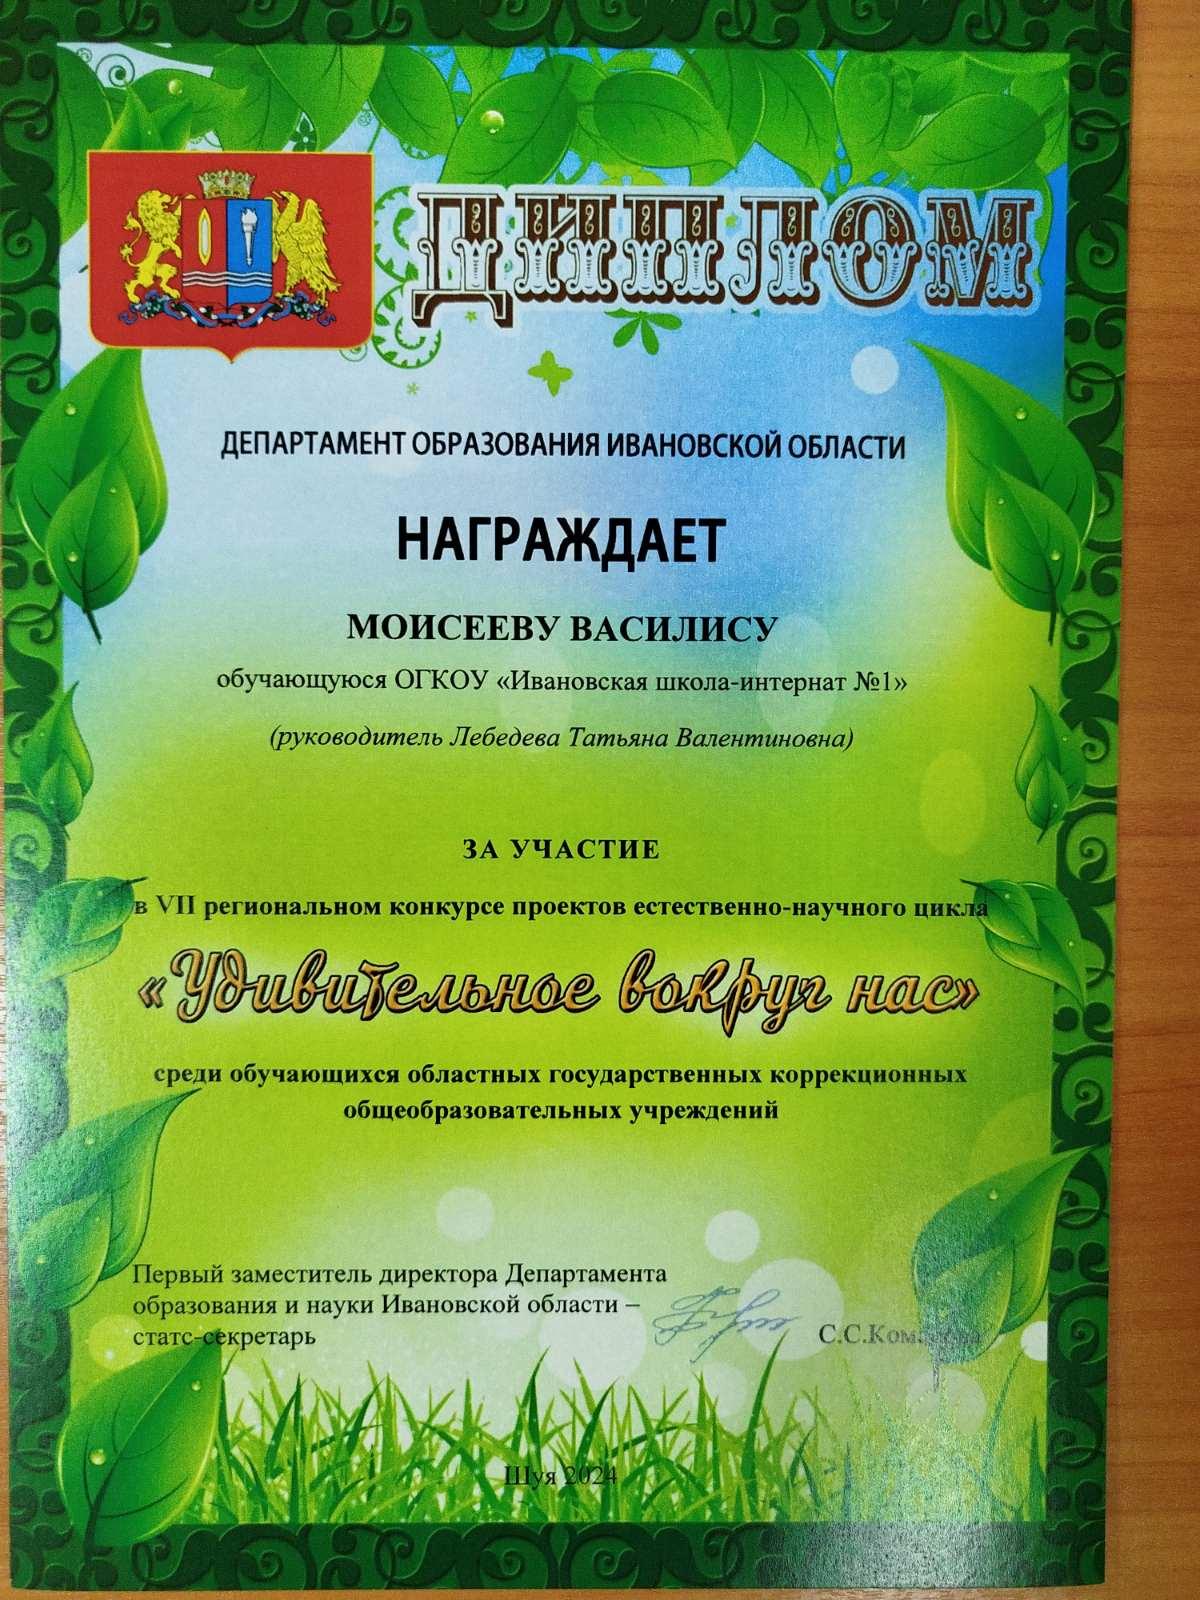 ДИПЛОМ
ДЕПАРТАМЕНТ ОБРАЗОВАНИЯ ИВАНОВСКОЙ ОБЛАСТИ
НАГРАЖДАЕТ
МОИСЕЕВУ ВАСИЛИСУ
обучающуюся ОГКОУ «Ивановская школа-интернат №1»
(руководитель Лебедева Татьяна Валентиновна)
ЗА УЧАСТИЕ
в VII региональном конкурсе проектов естественно-научного цикла
«Удивительное вокруг нас»
среди обучающихся областных государственных коррекционных
общеобразовательных учреждений
Первый заместитель директора Департамента
образования и науки Ивановской области –
статс-секретарь
С.С.
Шуя 2024